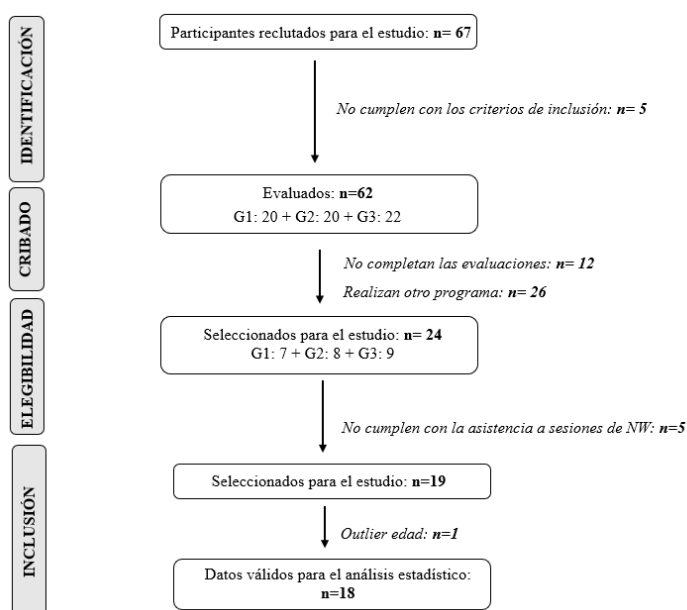 IDENTIFICACIÓN
Participantes reclutados para el estudio: n= 67
No cumplen con los criterios de inclusión: n= 5
CRIBADO
Evaluados: n=62
G1: 20 + G2: 20 + G3: 22
No completan las evaluaciones: n= 12
Realizan otro programa: n= 26
ELEGIBILIDAD
Seleccionados para el estudio: n= 24
G1: 7 + G2: 8 + G3: 9
No cumplen con la asistencia a sesiones de NW: n=5
INCLUSIÓN
Seleccionados para el estudio: n=19
Outlier edad: n=1
Datos válidos para el análisis estadístico:
n=18